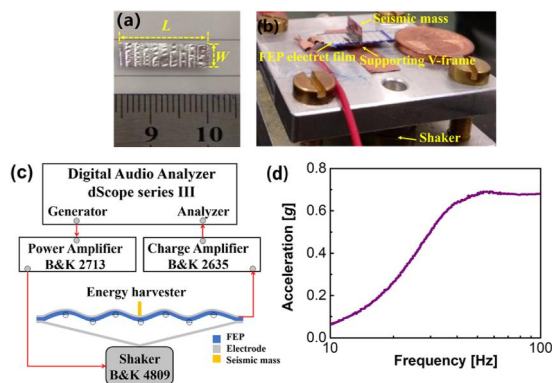 (a)
L
W
9
10
(b)
Seismic mass
FEP electret film
Supporting V-frame
Shaker
(c)
Digital Audio Analyzer
dScope series III
Generator
Analyzer
Power Amplifier
B&K 2713
Charge Amplifier
B&K 2635
Energy harvester
FEP
Electrode
Seismic mass
Shaker
B&K 4809
(d)
Acceleration [g]
0.8
0.6
0.4
0.2
0.0
10
100
Frequency [Hz]